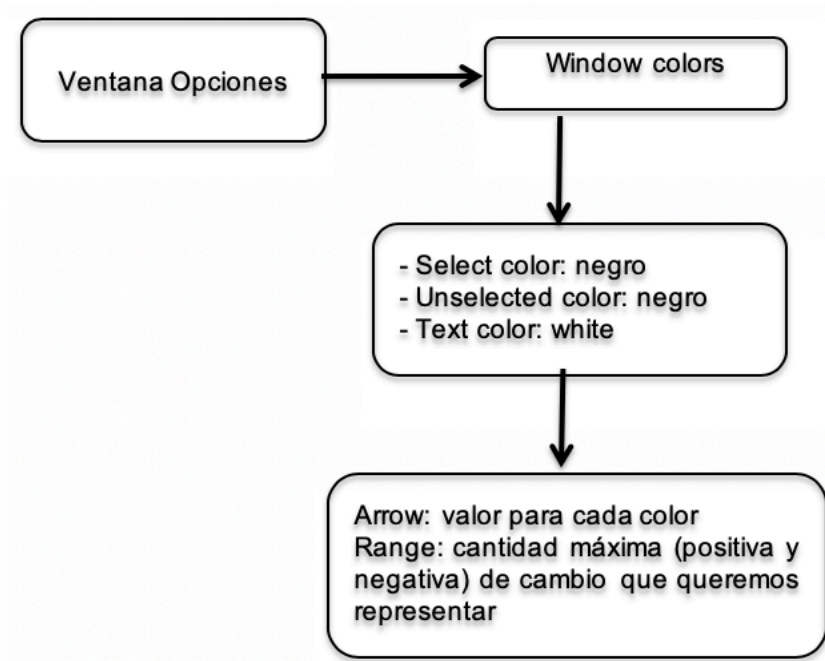 Ventana Opciones
Window colors
- Select color: negro
- Unselected color: negro
- Text color: white
Arrow: valor para cada color
Range: cantidad máxima (positiva y
negativa) de cambio que queremos
representar